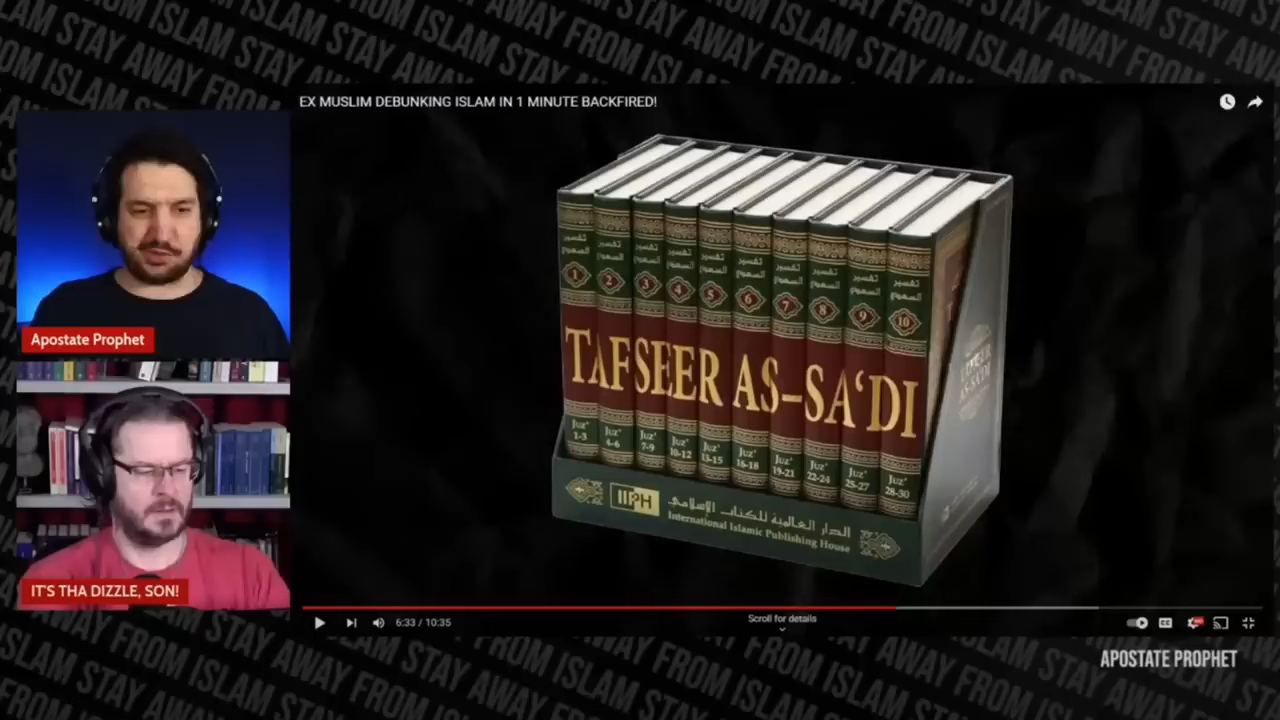 EX MUSLIM DEBUNKING ISLAM IN 1 MINUTE BACKFIRED!
Apostate Prophet
IT'S THA DIZZLE, SON!
تفسير السعدي
1
2
3
4
5
6
7
8
9
10
TAFSEER AS-SA‘DI
Juz’ 1-3
Juz’ 4-6
Juz’ 7-9
Juz’ 10-12
Juz’ 13-15
Juz’ 16-18
Juz’ 19-21
Juz’ 22-24
Juz’ 25-27
Juz’ 28-30
IIPH
الدار العالمية للكتاب الإسلامي
International Islamic Publishing House
6:33 / 10:35
Scroll for details
CC
APOSTATE PROPHET
STAY AWAY FROM ISLAM